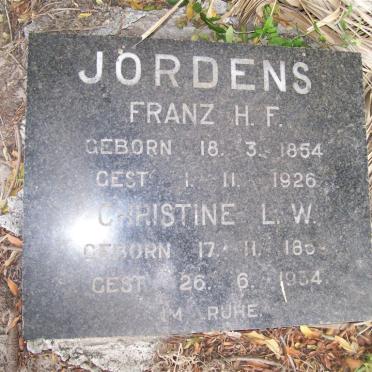 JORDENS
FRANZ H. F.
GEBORN 18. 3. 1854
GEST 1. 11. 1926
CHRISTINE L. W.
GEBORN 17. 11.
GEST 26. 6. 1934
IM RUHE.